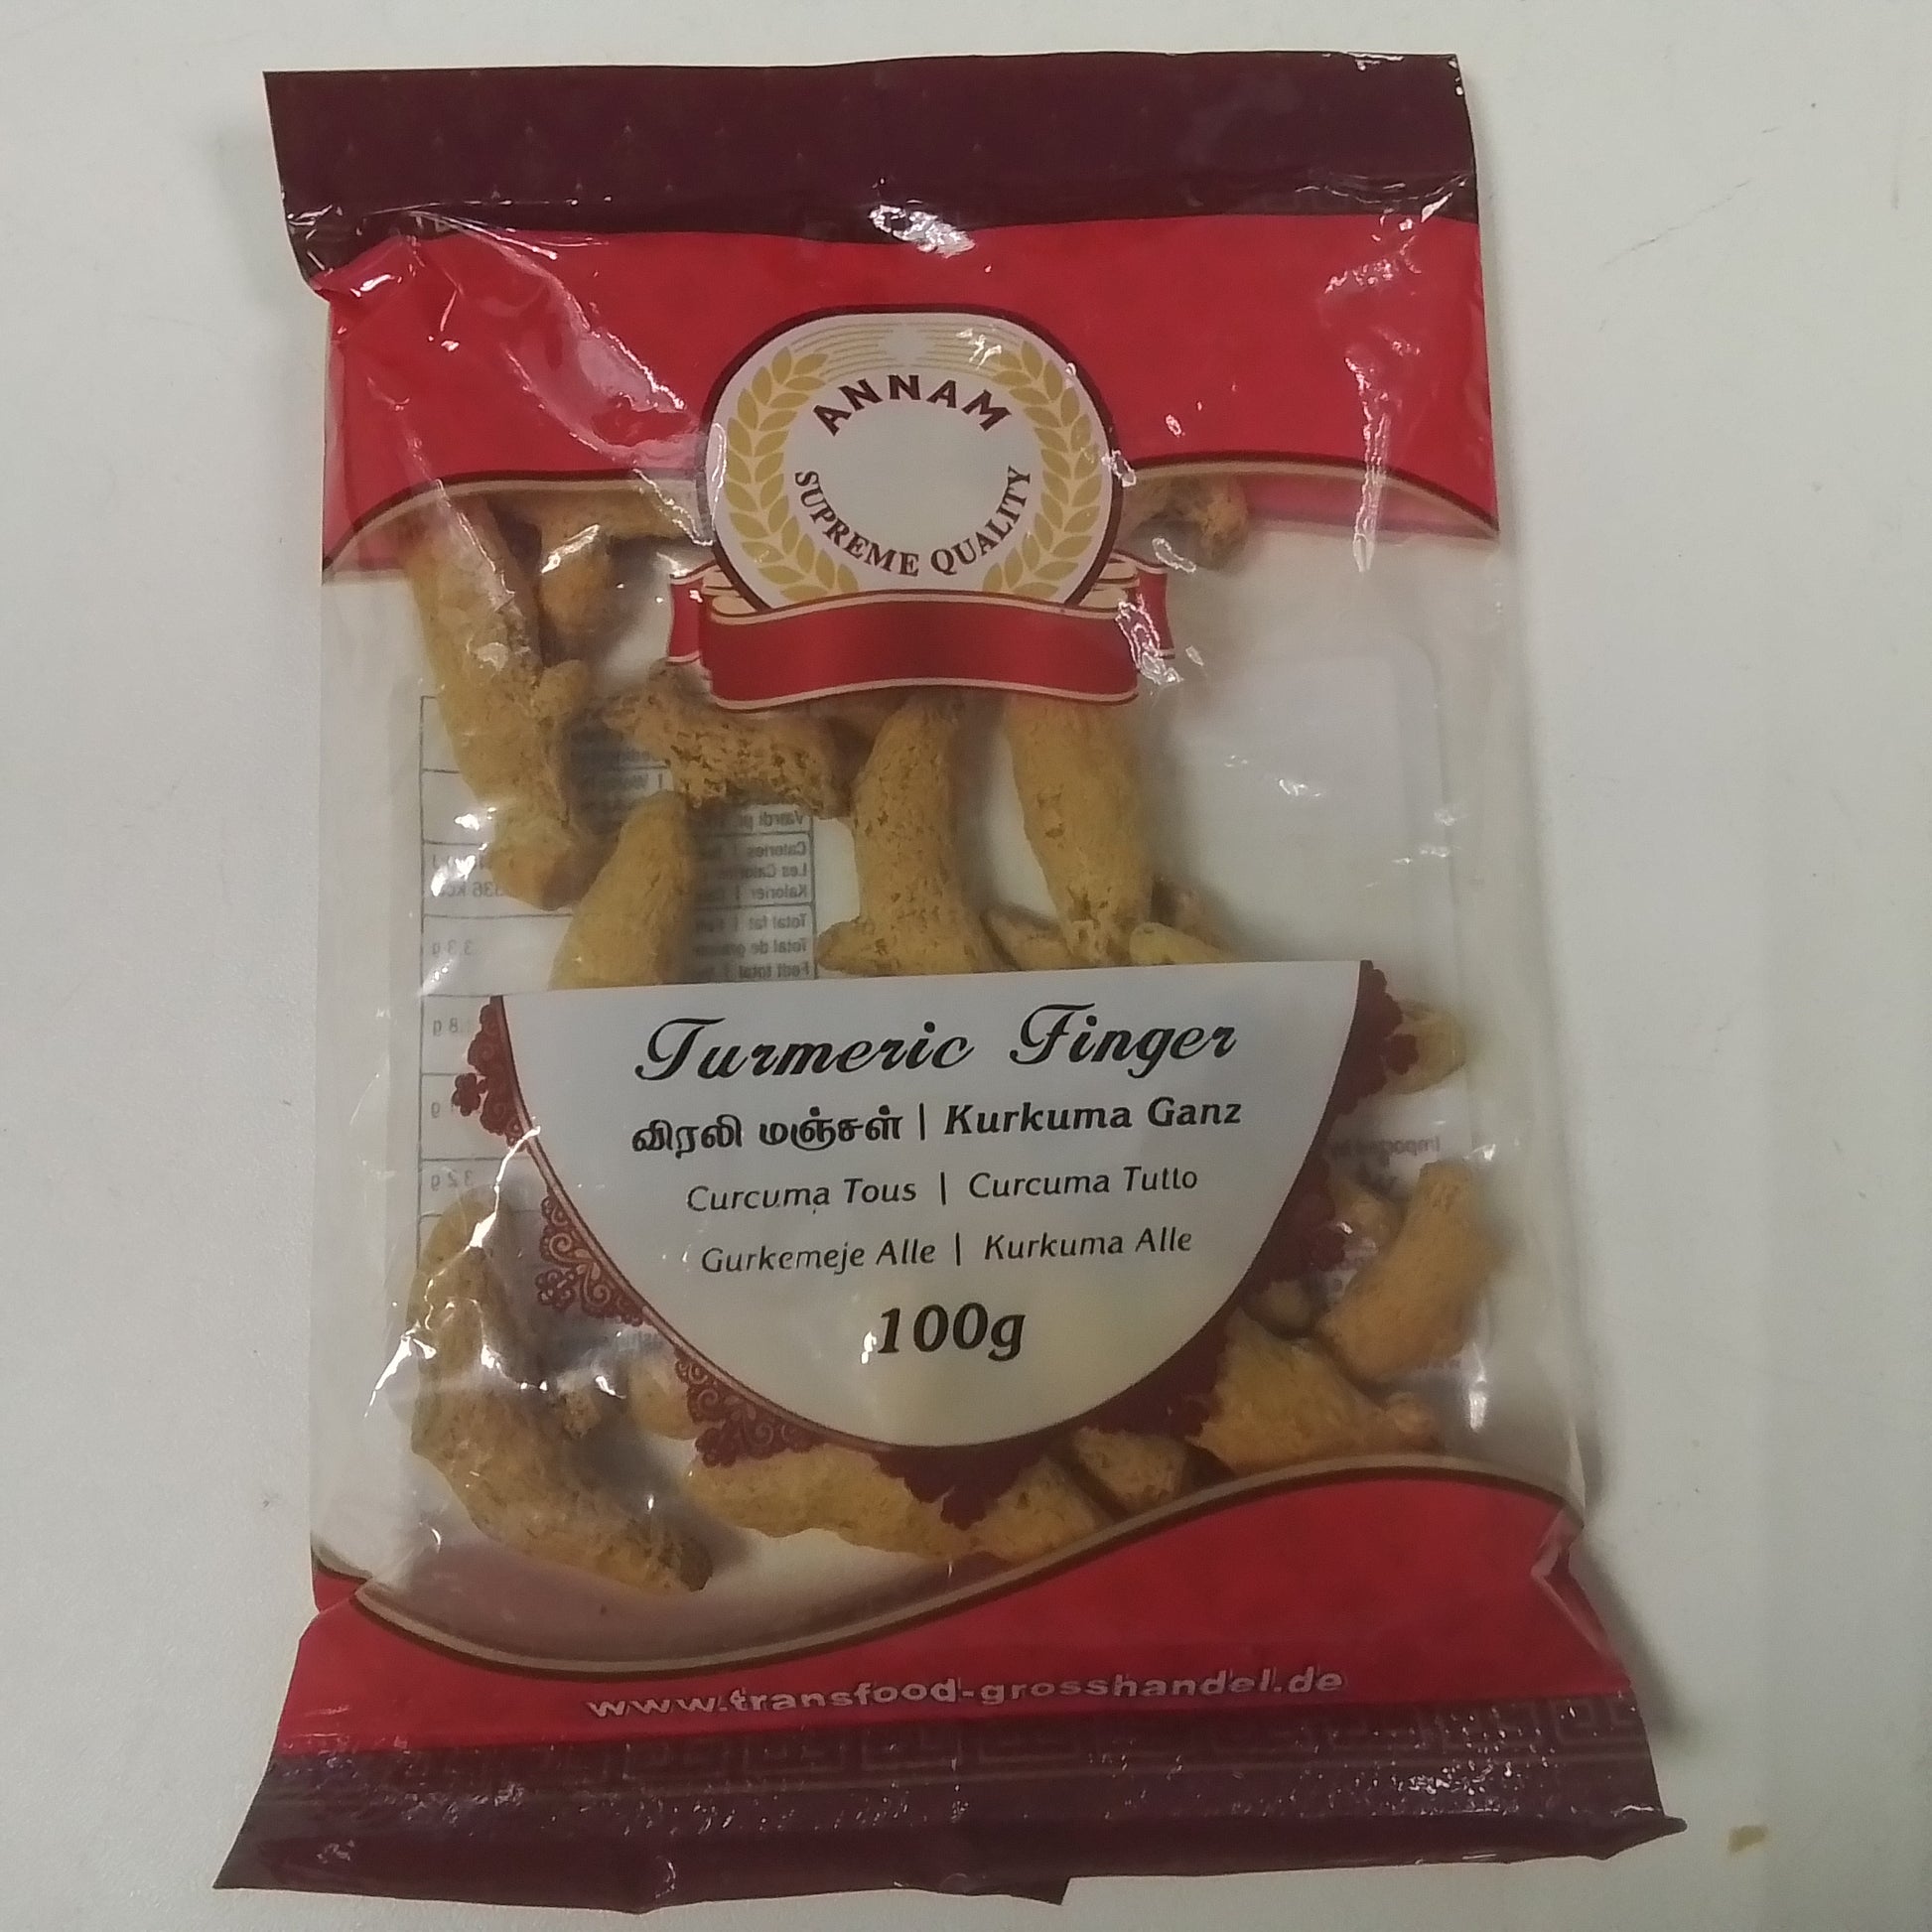 ANNAM
SUPREME QUALITY
Turmeric Finger
விரலி மஞ்சள் | Kurkuma Ganz
Curcuma Tous | Curcuma Tutto
Gurkemeje Alle | Kurkuma Alle
100g
www.transfood-grosshandel.de